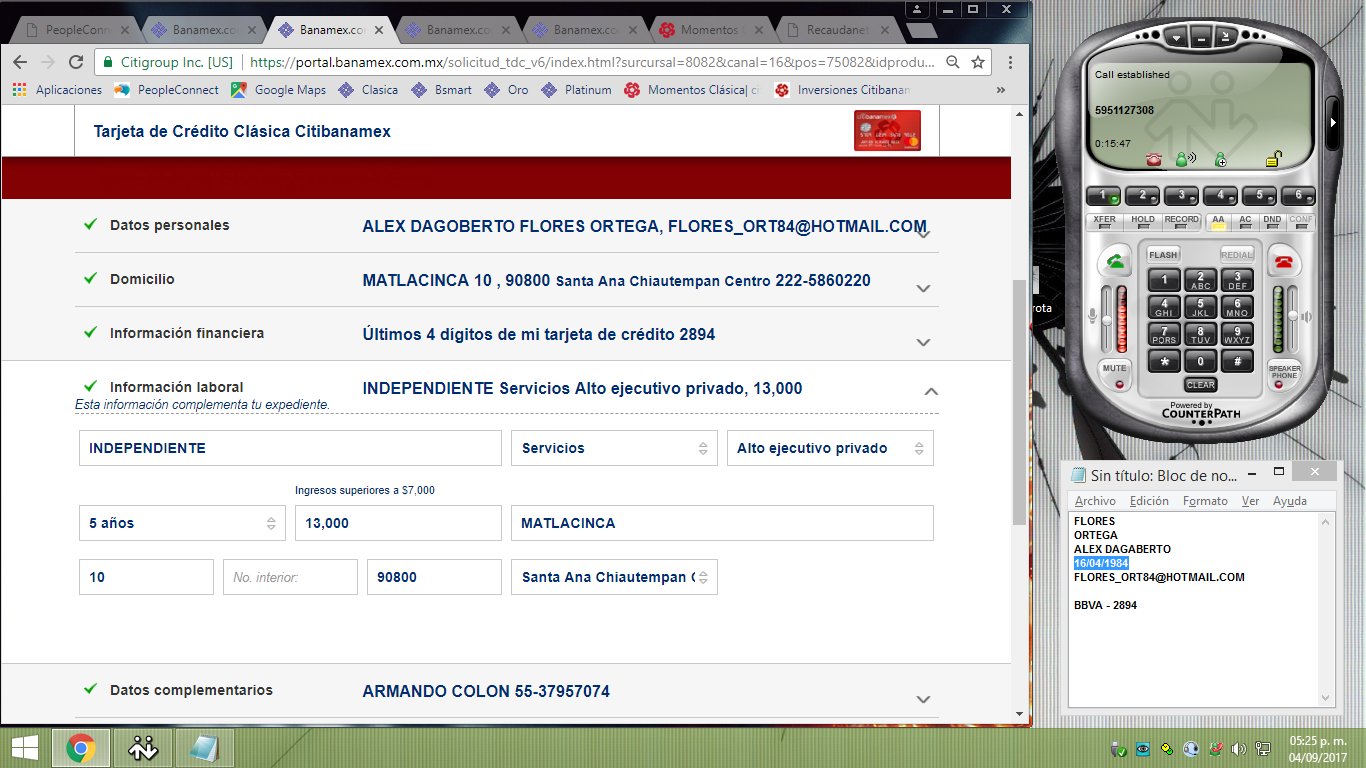 PeopleConn
Banamex.co
Banamex.co
Banamex.co
Banamex.co
Momentos
Recaudanet
Citigroup Inc. [US]
https://portal.banamex.com.mx/solicitud_tdc_v6/index.html?sursursal=8082&canal=16&pos=75082&idprodu...
Aplicaciones
PeopleConnect
Google Maps
Clasica
Bsmart
Oro
Platinum
Momentos Clásica| ci
Inversiones Citibanan
»
Tarjeta de Crédito Clásica Citibanamex
Datos personales
ALEX DAGOBERTO FLORES ORTEGA, FLORES_ORT84@HOTMAIL.COM
Domicilio
MATLACINCA 10 , 90800 Santa Ana Chiautempan Centro 222-5860220
Información financiera
Últimos 4 dígitos de mi tarjeta de crédito 2894
Información laboral
INDEPENDIENTE Servicios Alto ejecutivo privado, 13,000
Esta información complementa tu expediente.
INDEPENDIENTE
Servicios
Alto ejecutivo privado
Ingresos superiores a $7,000
5 años
13,000
MATLACINCA
10
No. interior:
90800
Santa Ana Chiautempan C
Datos complementarios
ARMANDO COLON 55-37957074
Call established
5951127308
0:15:47
1 2 3 4 5 6
XFER HOLD RECORD AA AC DND CONF
FLASH
REDIAL
1
2 ABC
3 DEF
4 GHI
5 JKL
6 MNO
7 PQRS
8 TUV
9 WXYZ
*
0
#
MUTE
CLEAR
SPEAKER PHONE
Powered by
COUNTERPATH
rota
Sin título: Bloc de no...
Archivo Edición Formato Ver Ayuda
FLORES
ORTEGA
ALEX DAGABERTO
16/04/1984
FLORES_ORT84@HOTMAIL.COM
BBVA - 2894
05:25 p. m.
04/09/2017